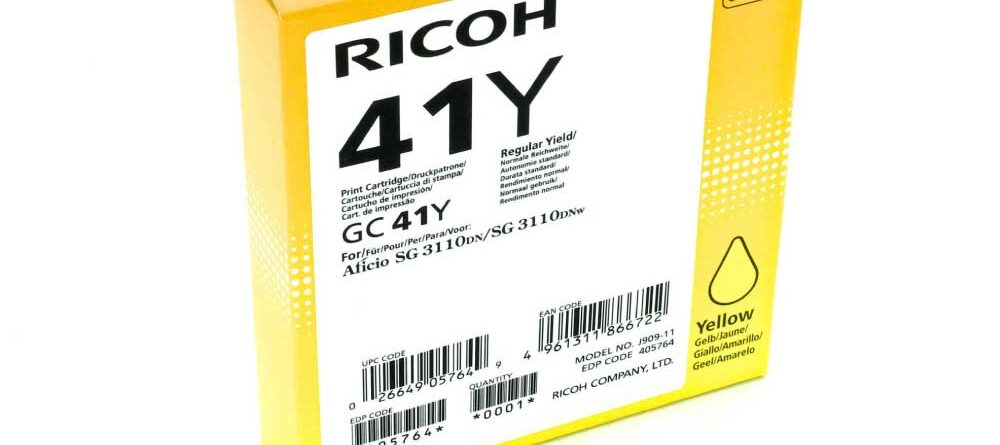 RICOH
41Y
Print Cartridge/Druckpatrone/
Cartouche/Cartuccia di stampa/
Cartucho de impresión/
Cart. de impressão
Regular Yield/
Normale Reichweite/
Autonomie standard/
Durata standard/
Rendimiento normal/
Normaal gebruik/
Rendimento normal
GC 41Y
For/Für/Pour/Per/Para/Voor:
Aficio SG 3110DN/SG 3110DNw
UPC CODE
0 26649 05764 9
EAN CODE
4 961311 866722
MODEL NO. J909-11
EDP CODE 405764
RICOH COMPANY, LTD.
EDP CODE
05764*
QUANTITY
*0001*
Yellow
Gelb/Jaune/
Giallo/Amarillo/
Geel/Amarelo